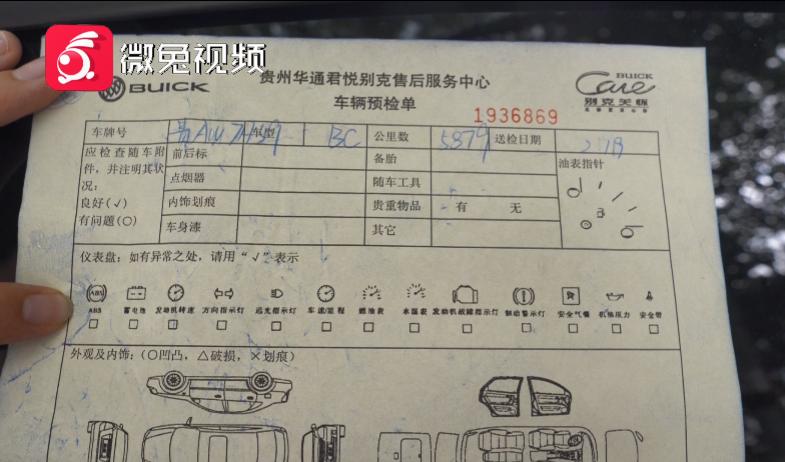 微兔视频
BUICK
贵州华通君悦别克售后服务中心
车辆预检单
BUICK
Care
别克关怀
1936869
车牌号 车型 BC 公里数 5879 送检日期
应检查随车附件,并注明其状况:
良好(√)
有问题(○)
前后标 备胎 油表指针
点烟器 随车工具
内饰划痕 贵重物品 有 无
车身漆 其它
仪表盘:如有异常之处,请用“√”表示
ABS 蓄电池 发动机转速 方向指示灯 远光指示灯 车速/里程 燃油表 水温表 发动机故障指示灯 制动警示灯 安全气囊 机油压力 安全带
外观及内饰:(○凹凸,△破损,×划痕)